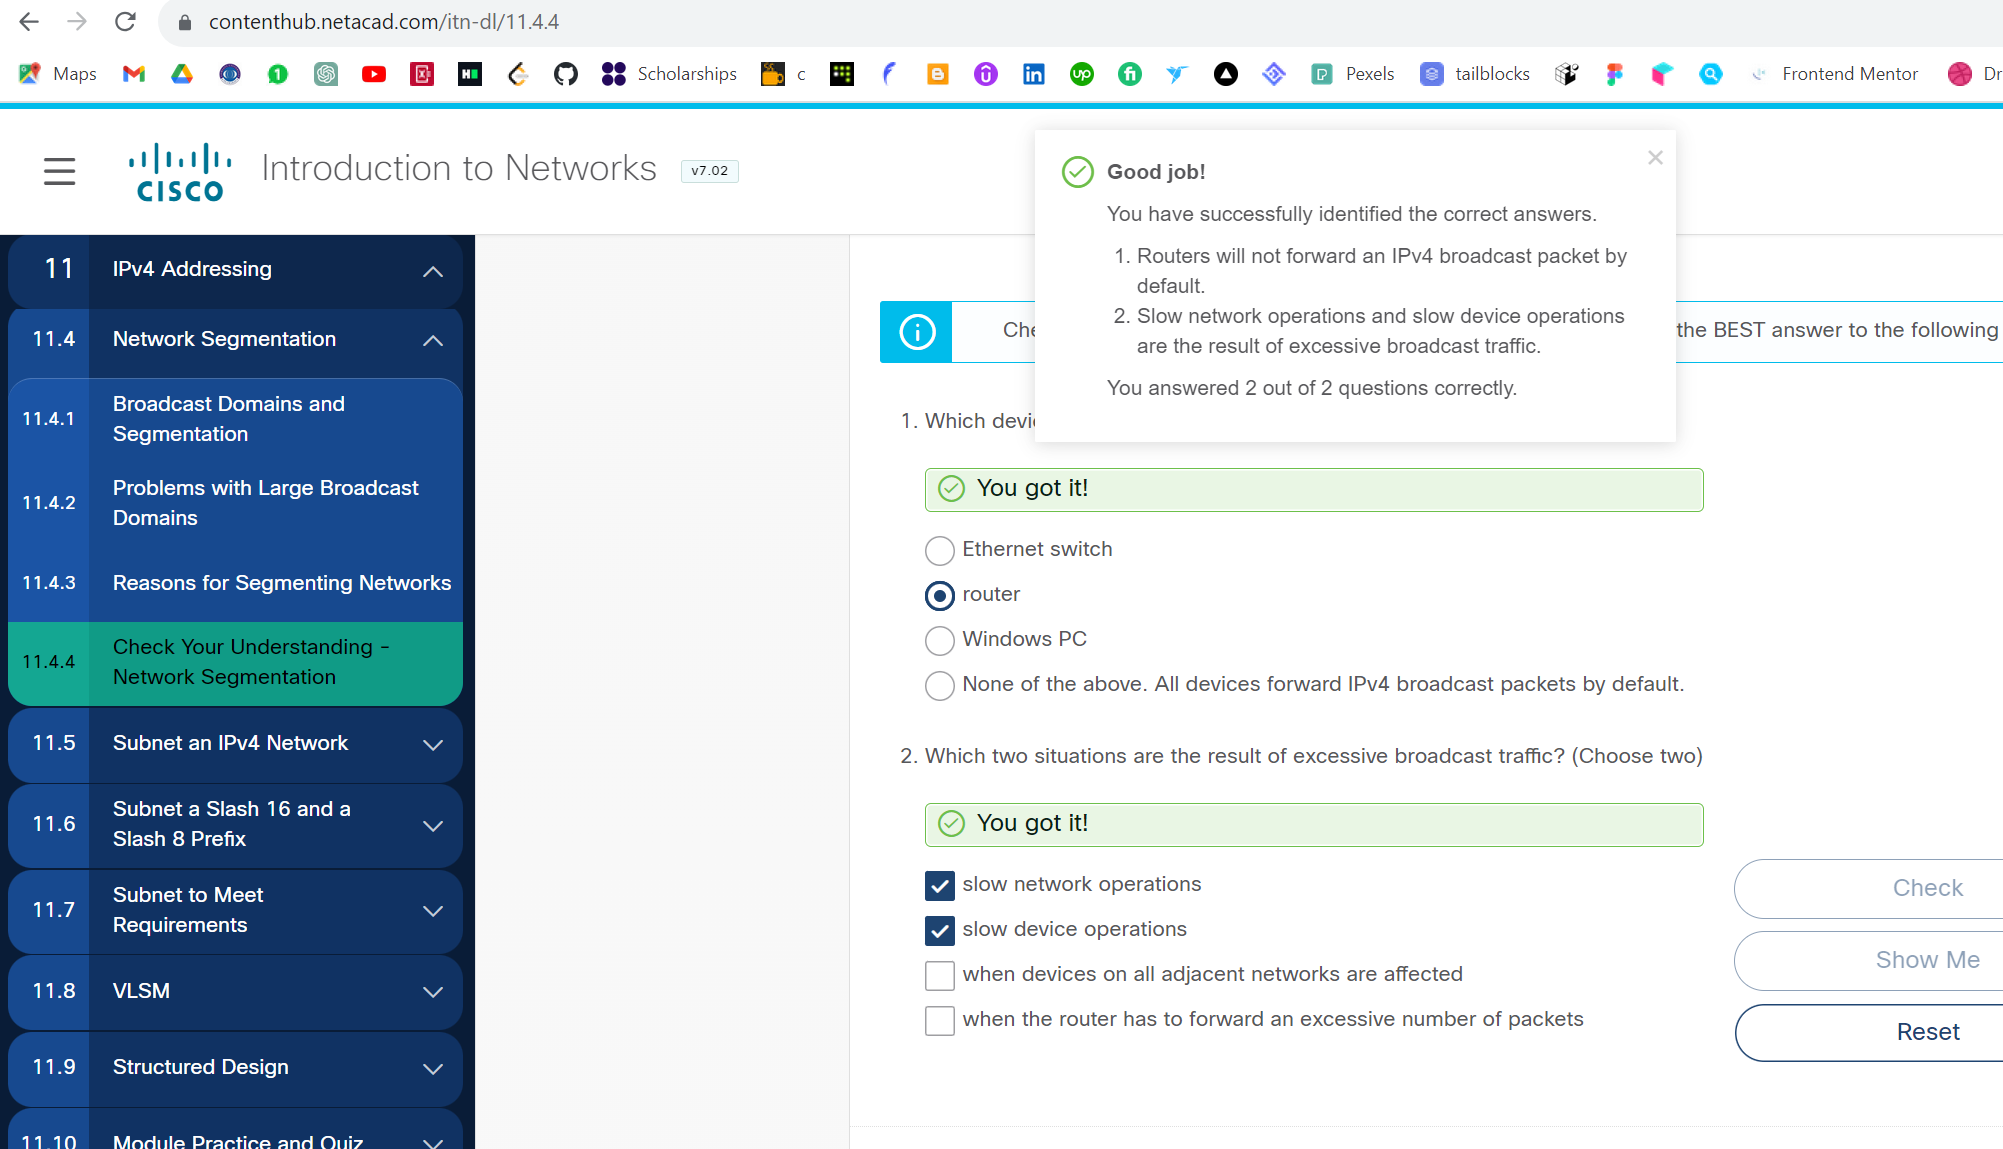 contenthub.netacad.com/itn-dl/11.4.4
Maps
Scholarships
c
Pexels
tailblocks
Frontend Mentor
Dr
CISCO
Introduction to Networks
v7.02
Good job!
You have successfully identified the correct answers.
1. Routers will not forward an IPv4 broadcast packet by
default.
2. Slow network operations and slow device operations
are the result of excessive broadcast traffic.
You answered 2 out of 2 questions correctly.
11 IPv4 Addressing
11.4 Network Segmentation
11.4.1 Broadcast Domains and
Segmentation
11.4.2 Problems with Large Broadcast
Domains
11.4.3 Reasons for Segmenting Networks
11.4.4 Check Your Understanding -
Network Segmentation
11.5 Subnet an IPv4 Network
11.6 Subnet a Slash 16 and a
Slash 8 Prefix
11.7 Subnet to Meet
Requirements
11.8 VLSM
11.9 Structured Design
11.10 Module Practice and Quiz
Che
the BEST answer to the following
1. Which devi
You got it!
Ethernet switch
router
Windows PC
None of the above. All devices forward IPv4 broadcast packets by default.
2. Which two situations are the result of excessive broadcast traffic? (Choose two)
You got it!
slow network operations
slow device operations
when devices on all adjacent networks are affected
when the router has to forward an excessive number of packets
Check
Show Me
Reset